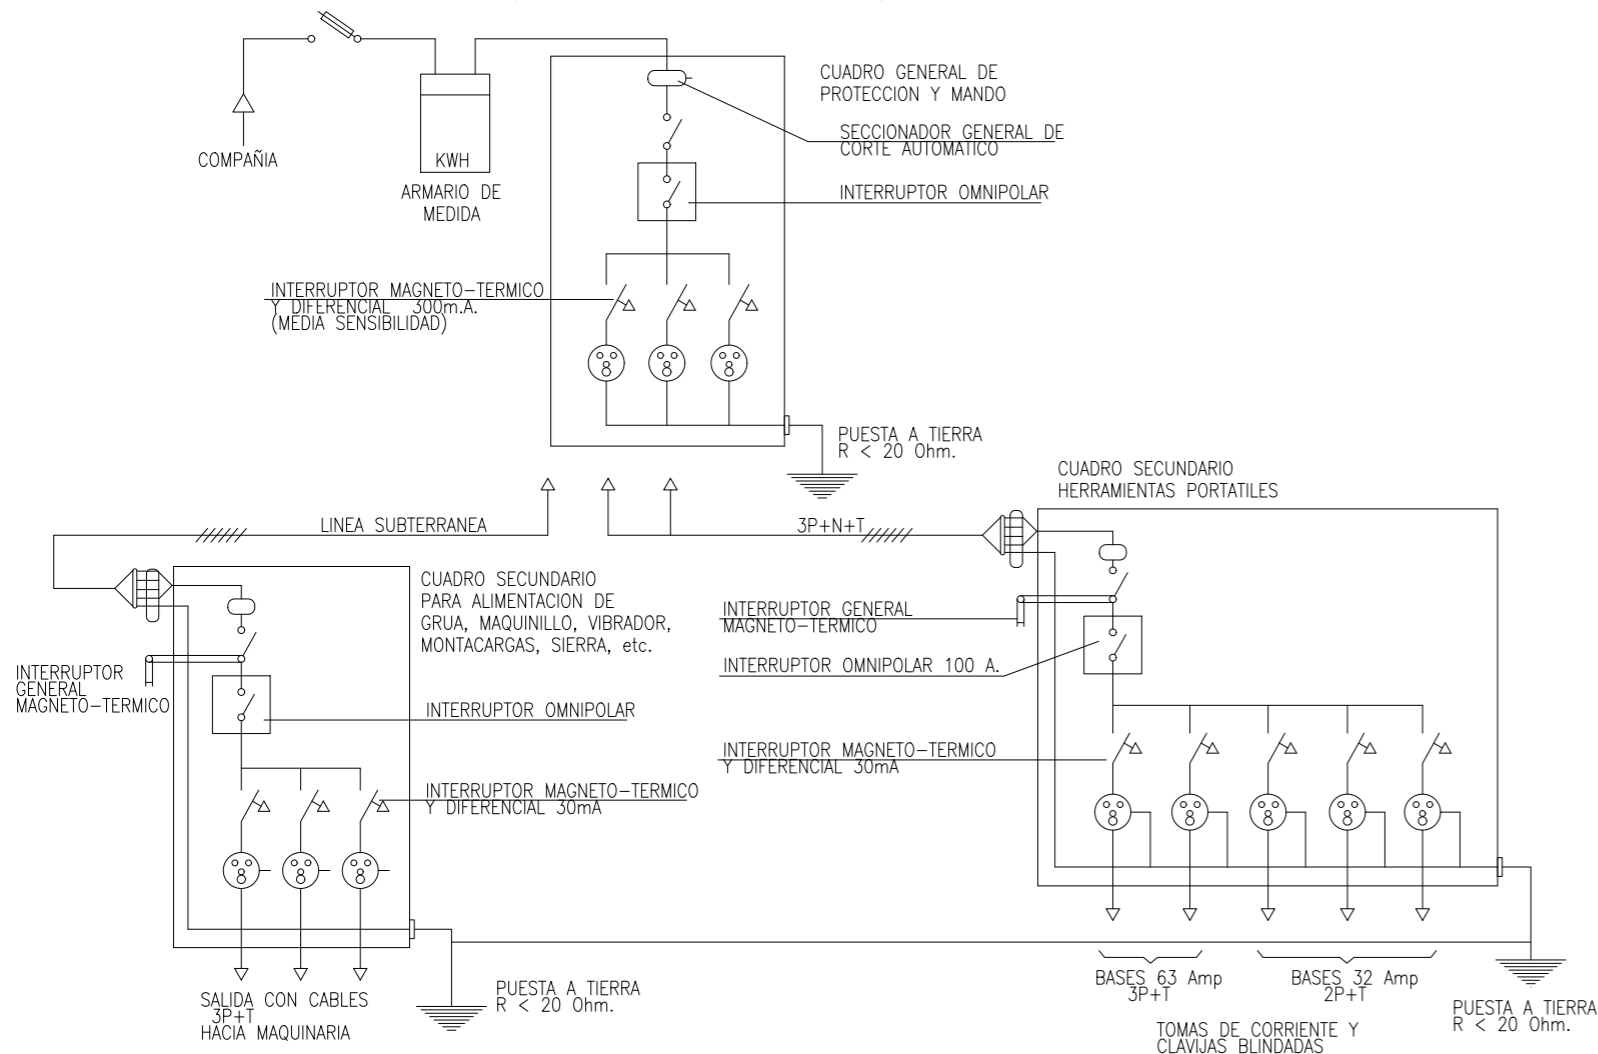 COMPAÑIA
KWH
ARMARIO DE
MEDIDA
CUADRO GENERAL DE
PROTECCION Y MANDO
SECCIONADOR GENERAL DE
CORTE AUTOMATICO
INTERRUPTOR OMNIPOLAR
INTERRUPTOR MAGNETO-TERMICO
Y DIFERENCIAL 300m.A.
(MEDIA SENSIBILIDAD)
PUESTA A TIERRA
R < 20 Ohm.
LINEA SUBTERRANEA
3P+N+T
CUADRO SECUNDARIO
HERRAMIENTAS PORTATILES
CUADRO SECUNDARIO
PARA ALIMENTACION DE
GRUA, MAQUINILLO, VIBRADOR,
MONTACARGAS, SIERRA, etc.
INTERRUPTOR
GENERAL
MAGNETO-TERMICO
INTERRUPTOR OMNIPOLAR
INTERRUPTOR MAGNETO-TERMICO
Y DIFERENCIAL 30mA
INTERRUPTOR GENERAL
MAGNETO-TERMICO
INTERRUPTOR OMNIPOLAR 100 A.
INTERRUPTOR MAGNETO-TERMICO
Y DIFERENCIAL 30mA
SALIDA CON CABLES
3P+T
HACIA MAQUINARIA
PUESTA A TIERRA
R < 20 Ohm.
BASES 63 Amp
3P+T
BASES 32 Amp
2P+T
TOMAS DE CORRIENTE Y
CLAVIJAS BLINDADAS
PUESTA A TIERRA
R < 20 Ohm.